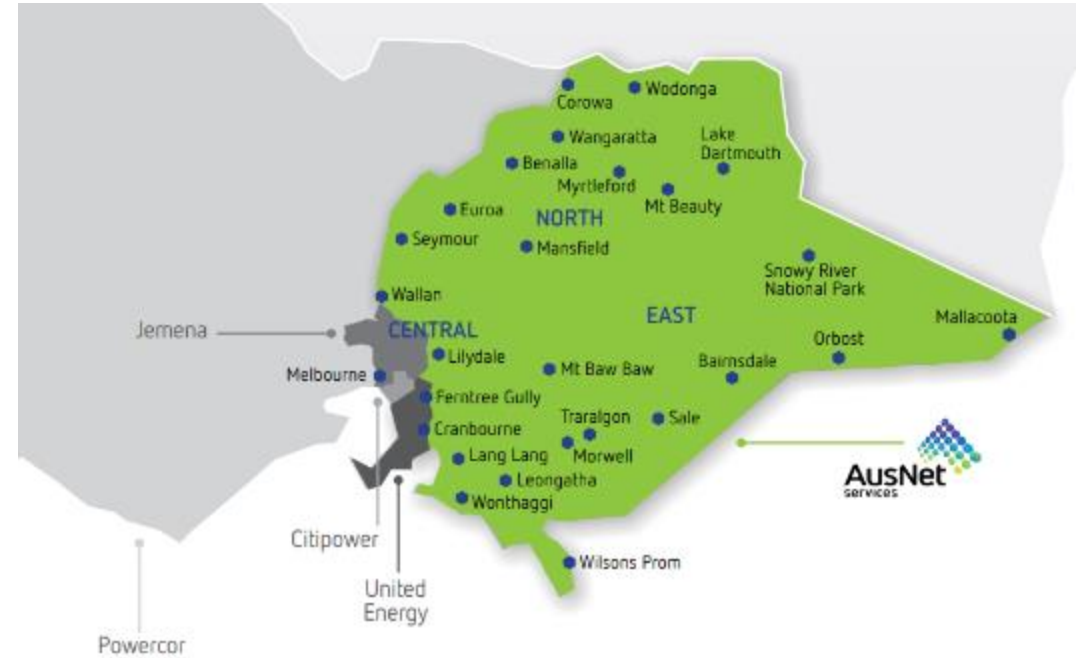 Corowa
Wodonga
Wangaratta
Lake
Dartmouth
Benalla
Myrtleford
Mt Beauty
Euroa
NORTH
Seymour
Mansfield
Snowy River
National Park
Wallan
EAST
Mallacoota
Jemena
CENTRAL
Orbost
Lilydale
Bairnsdale
Melbourne
Mt Baw Baw
Ferntree Gully
Traralgon
Sale
Cranbourne
Morwell
Lang Lang
Leongatha
AusNet
services
Wonthaggi
Citipower
Wilsons Prom
United
Energy
Powercor